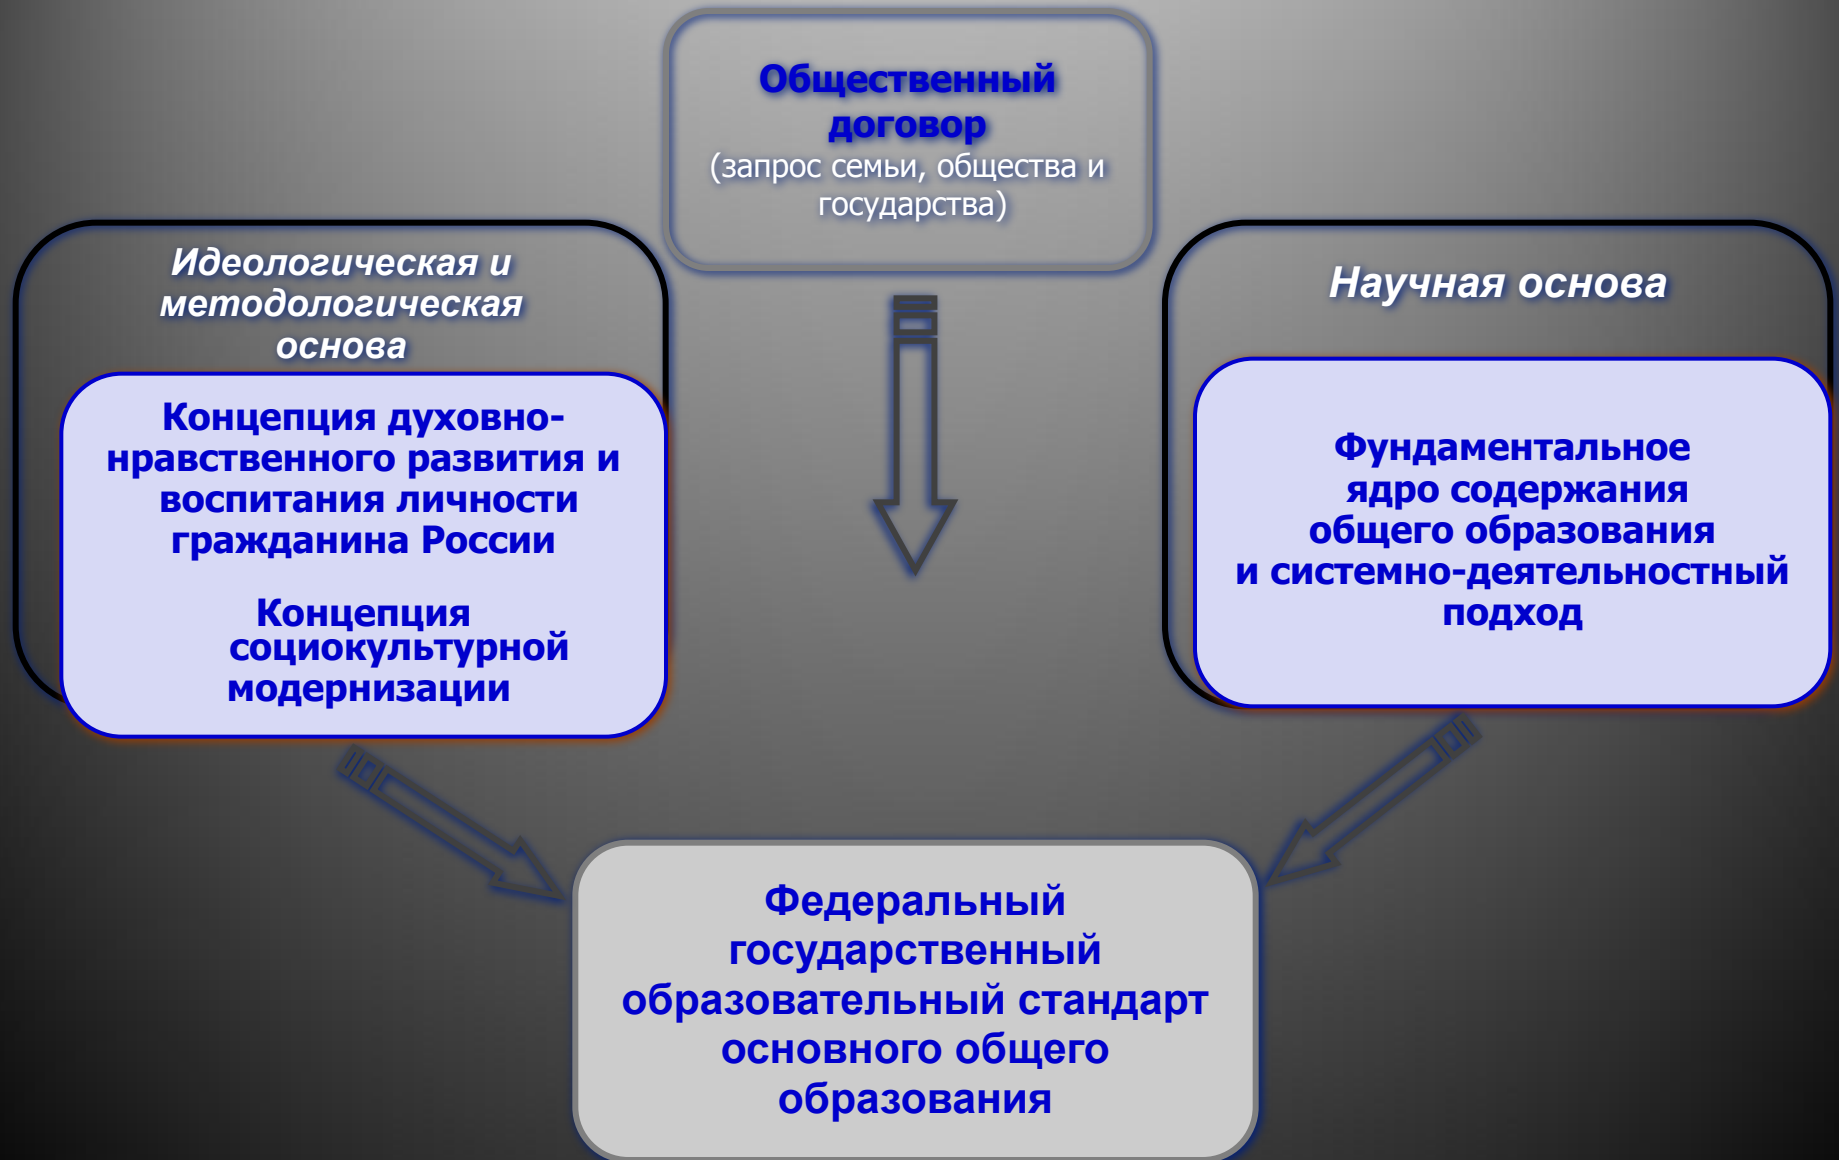 Общественный
договор
(запрос семьи, общества и
государства)
Идеологическая и
методологическая
основа
Концепция духовно-
нравственного развития и
воспитания личности
гражданина России
Концепция
социокультурной
модернизации
Научная основа
Фундаментальное
ядро содержания
общего образования
и системно-деятельностный
подход
Федеральный
государственный
образовательный стандарт
основного общего
образования